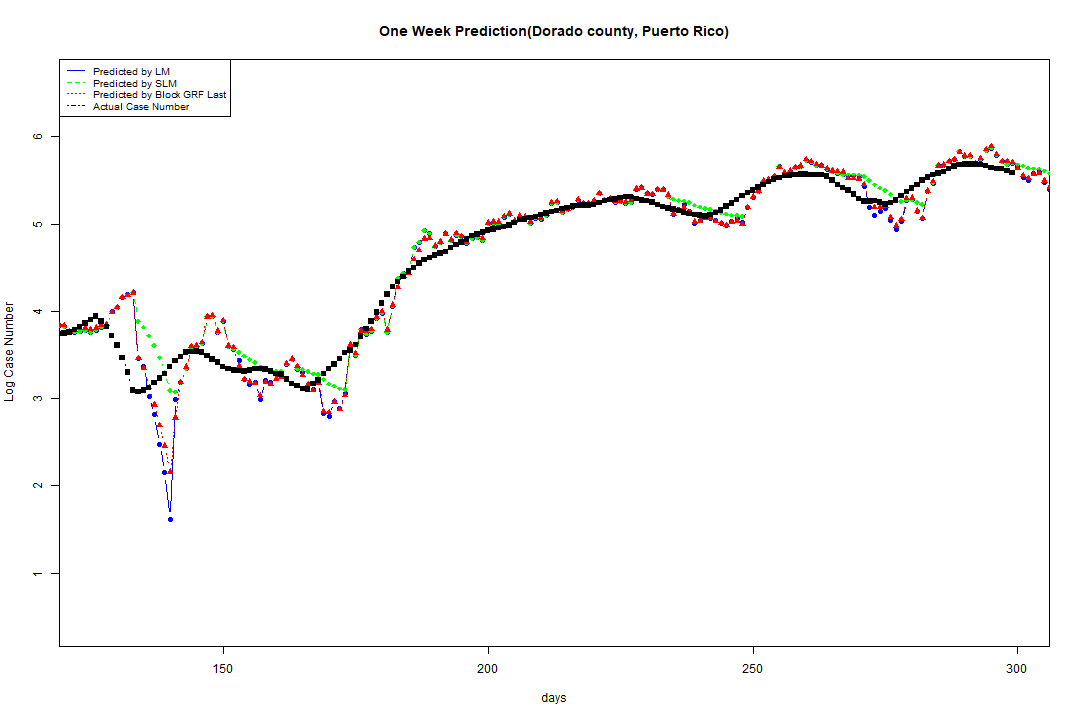 One Week Prediction(Dorado county, Puerto Rico)
Predicted by LM
Predicted by SLM
Predicted by Block GRF Last
Actual Case Number
Log Case Number
6
5
4
3
2
1
150 200 250 300
days